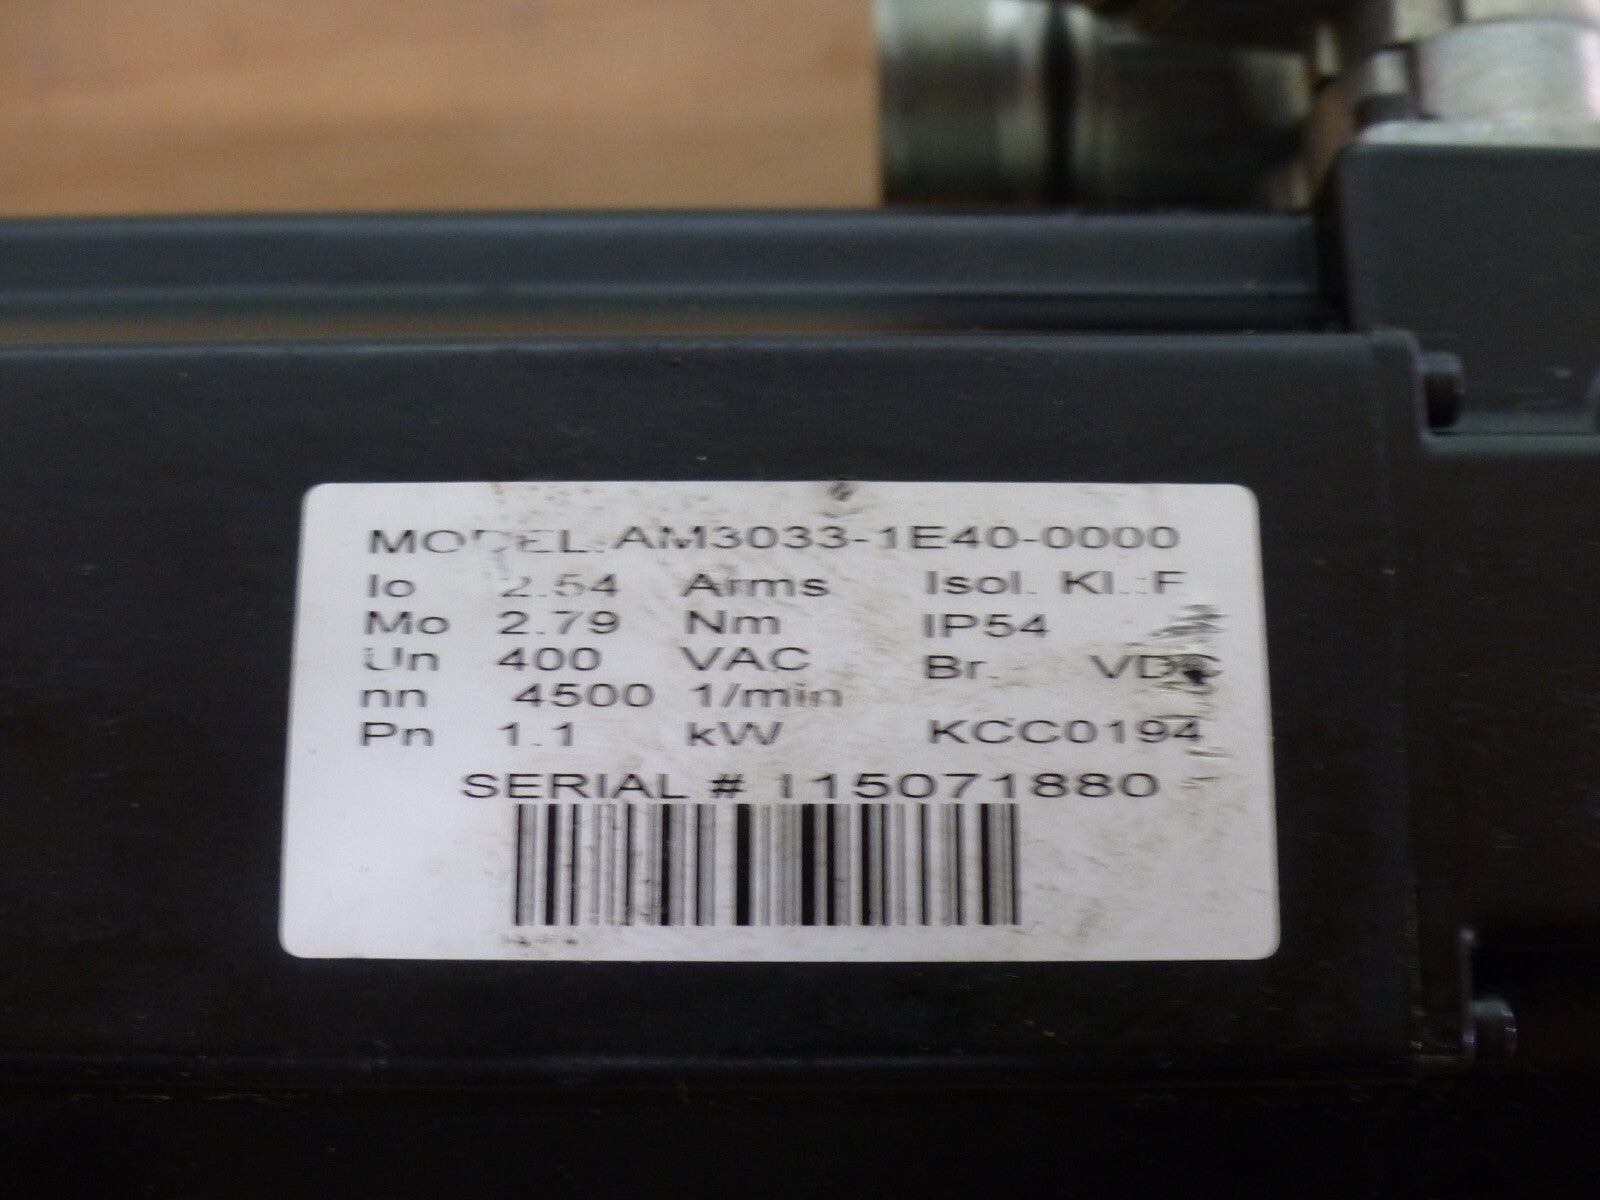 MODEL:AM3033-1E40-0000
Io 2.54 Arms Isol. Kl.:F
Mo 2.79 Nm IP54
Un 400 VAC Br. VDC
nn 4500 1/min
Pn 1.1 kW KCC0194
SERIAL # 115071880